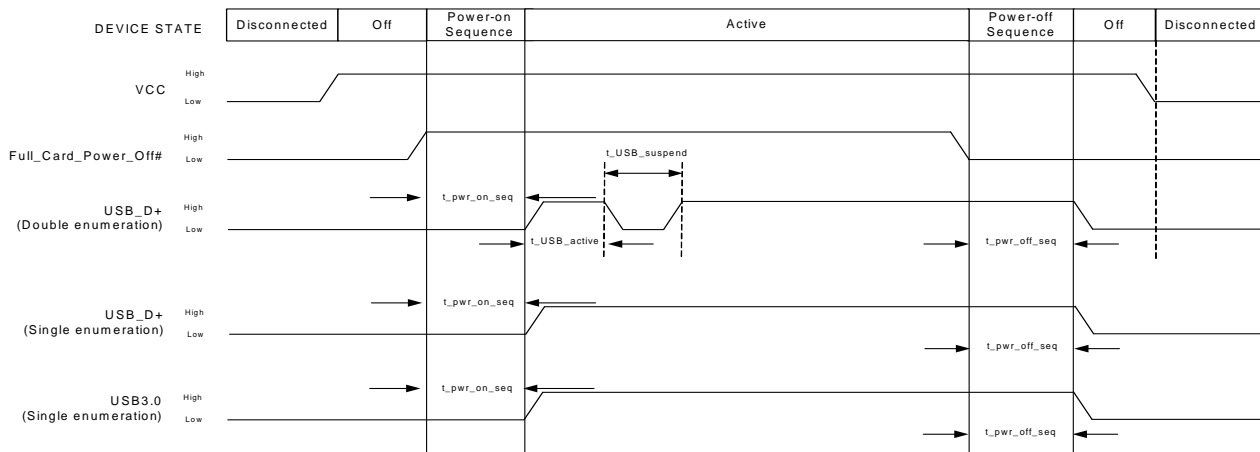 DEVICE STATE
Disconnected
Off
Power-on
Sequence
Active
Power-off
Sequence
Off
Disconnected
VCC
High
Low
Full_Card_Power_Off#
High
Low
t_USB_suspend
USB_D+
(Double enumeration)
High
Low
t_pwr_on_seq
t_USB_active
t_pwr_off_seq
USB_D+
(Single enumeration)
High
Low
t_pwr_on_seq
t_pwr_off_seq
USB3.0
(Single enumeration)
High
Low
t_pwr_on_seq
t_pwr_off_seq